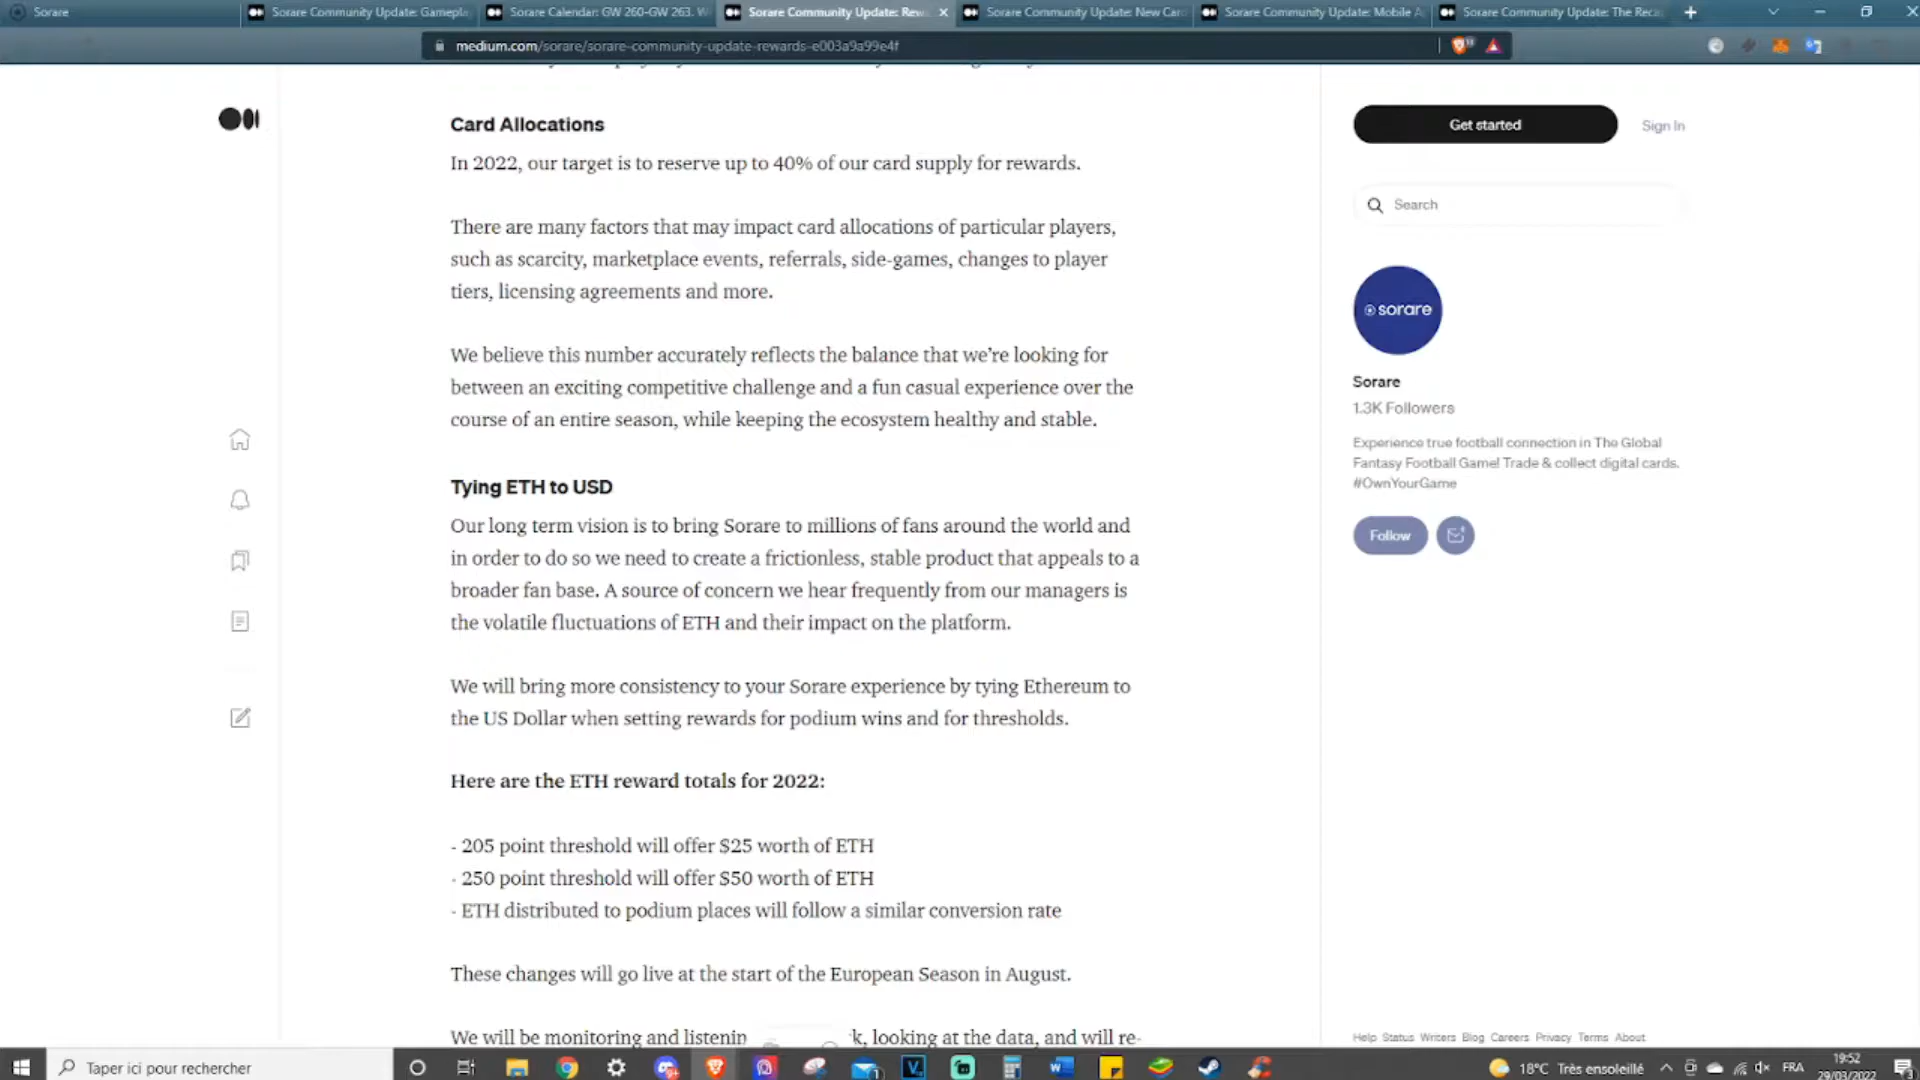 Sorare
Sorare Community Update: Gamepla
Sorare Calendar: GW 260-GW 263. W
Sorare Community Update: Rew
Sorare Community Update: New Car
Sorare Community Update: Mobile A
Sorare Community Update: The Reca
medium.com/sorare/sorare-community-update-rewards-e003a9a99e4f
Card Allocations
In 2022, our target is to reserve up to 40% of our card supply for rewards.
There are many factors that may impact card allocations of particular players,
such as scarcity, marketplace events, referrals, side-games, changes to player
tiers, licensing agreements and more.
We believe this number accurately reflects the balance that we're looking for
between an exciting competitive challenge and a fun casual experience over the
course of an entire season, while keeping the ecosystem healthy and stable.
Tying ETH to USD
Our long term vision is to bring Sorare to millions of fans around the world and
in order to do so we need to create a frictionless, stable product that appeals to a
broader fan base. A source of concern we hear frequently from our managers is
the volatile fluctuations of ETH and their impact on the platform.
We will bring more consistency to your Sorare experience by tying Ethereum to
the US Dollar when setting rewards for podium wins and for thresholds.
Here are the ETH reward totals for 2022:
- 205 point threshold will offer $25 worth of ETH
- 250 point threshold will offer $50 worth of ETH
- ETH distributed to podium places will follow a similar conversion rate
These changes will go live at the start of the European Season in August.
We will be monitoring and listenin k, looking at the data, and will re-
Get started
Sign In
Search
sorare
Sorare
1.3K Followers
Experience true football connection in The Global
Fantasy Football Game! Trade & collect digital cards.
#OwnYourGame
Follow
Help Status Writers Blog Careers Privacy Terms About
Taper ici pour rechercher
18°C Très ensoleillé
FRA
19:52
29/03/2022